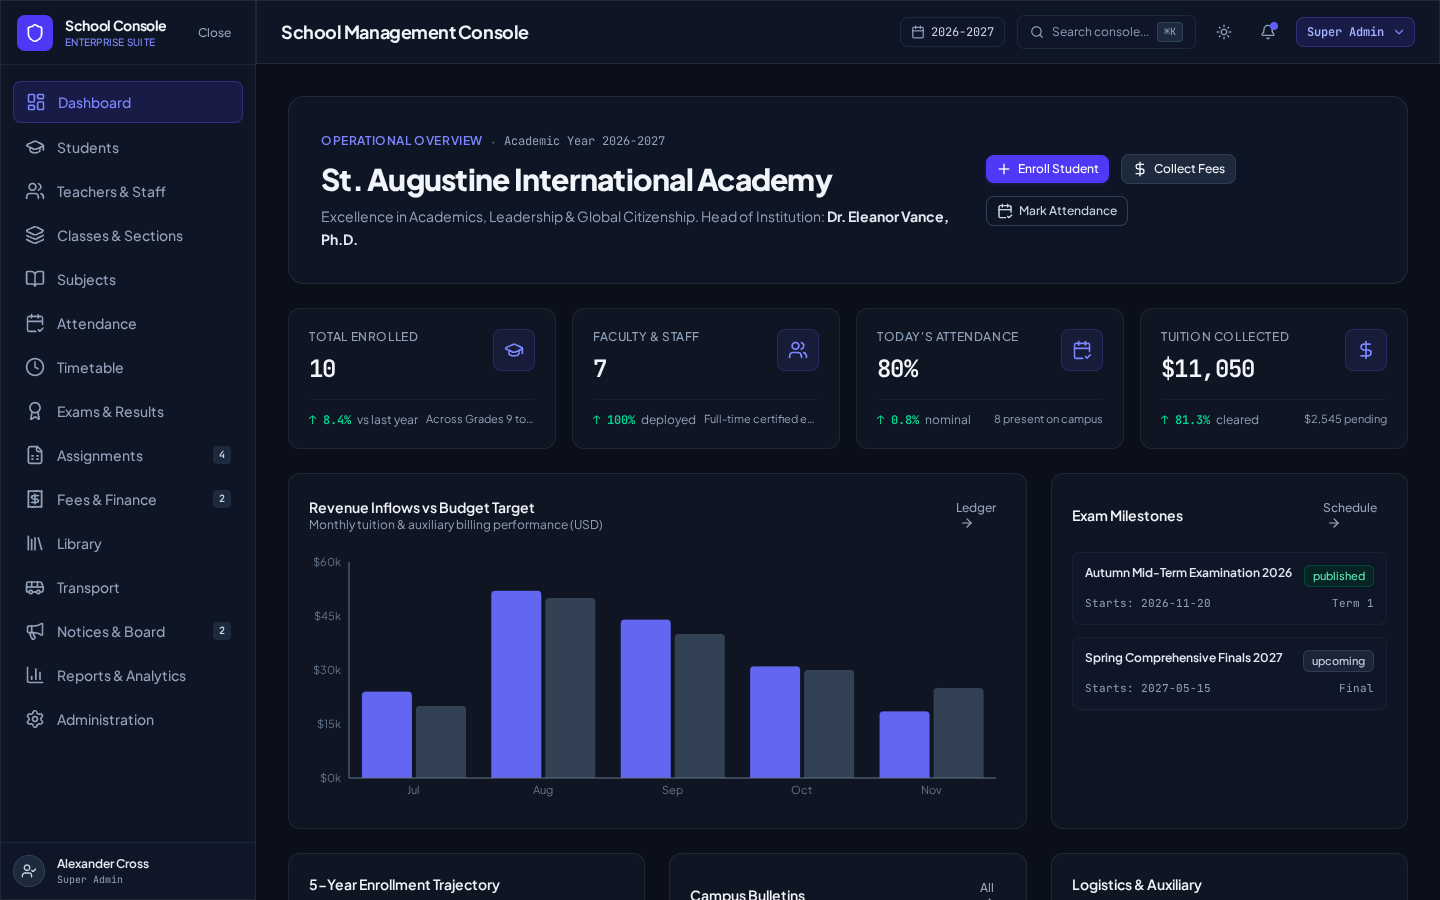 School Console
ENTERPRISE SUITE
Close
School Management Console
2026-2027
Search console...
⌘K
Super Admin
Dashboard
Students
Teachers & Staff
Classes & Sections
Subjects
Attendance
Timetable
Exams & Results
Assignments 4
Fees & Finance 2
Library
Transport
Notices & Board 2
Reports & Analytics
Administration
Alexander Cross
Super Admin
OPERATIONAL OVERVIEW · Academic Year 2026-2027
St. Augustine International Academy
Excellence in Academics, Leadership & Global Citizenship. Head of Institution: Dr. Eleanor Vance,
Ph.D.
Enroll Student
Collect Fees
Mark Attendance
TOTAL ENROLLED
10
↑ 8.4% vs last year Across Grades 9 to...
FACULTY & STAFF
7
↑ 100% deployed Full-time certified e...
TODAY'S ATTENDANCE
80%
↑ 0.8% nominal 8 present on campus
TUITION COLLECTED
$11,050
↑ 81.3% cleared $2,545 pending
Revenue Inflows vs Budget Target
Monthly tuition & auxiliary billing performance (USD)
Ledger
→
$60k
$45k
$30k
$15k
$0k
Jul Aug Sep Oct Nov
Exam Milestones
Schedule
→
Autumn Mid-Term Examination 2026 published
Starts: 2026-11-20 Term 1
Spring Comprehensive Finals 2027 upcoming
Starts: 2027-05-15 Final
5-Year Enrollment Trajectory
Campus Bulletins
All
Logistics & Auxiliary